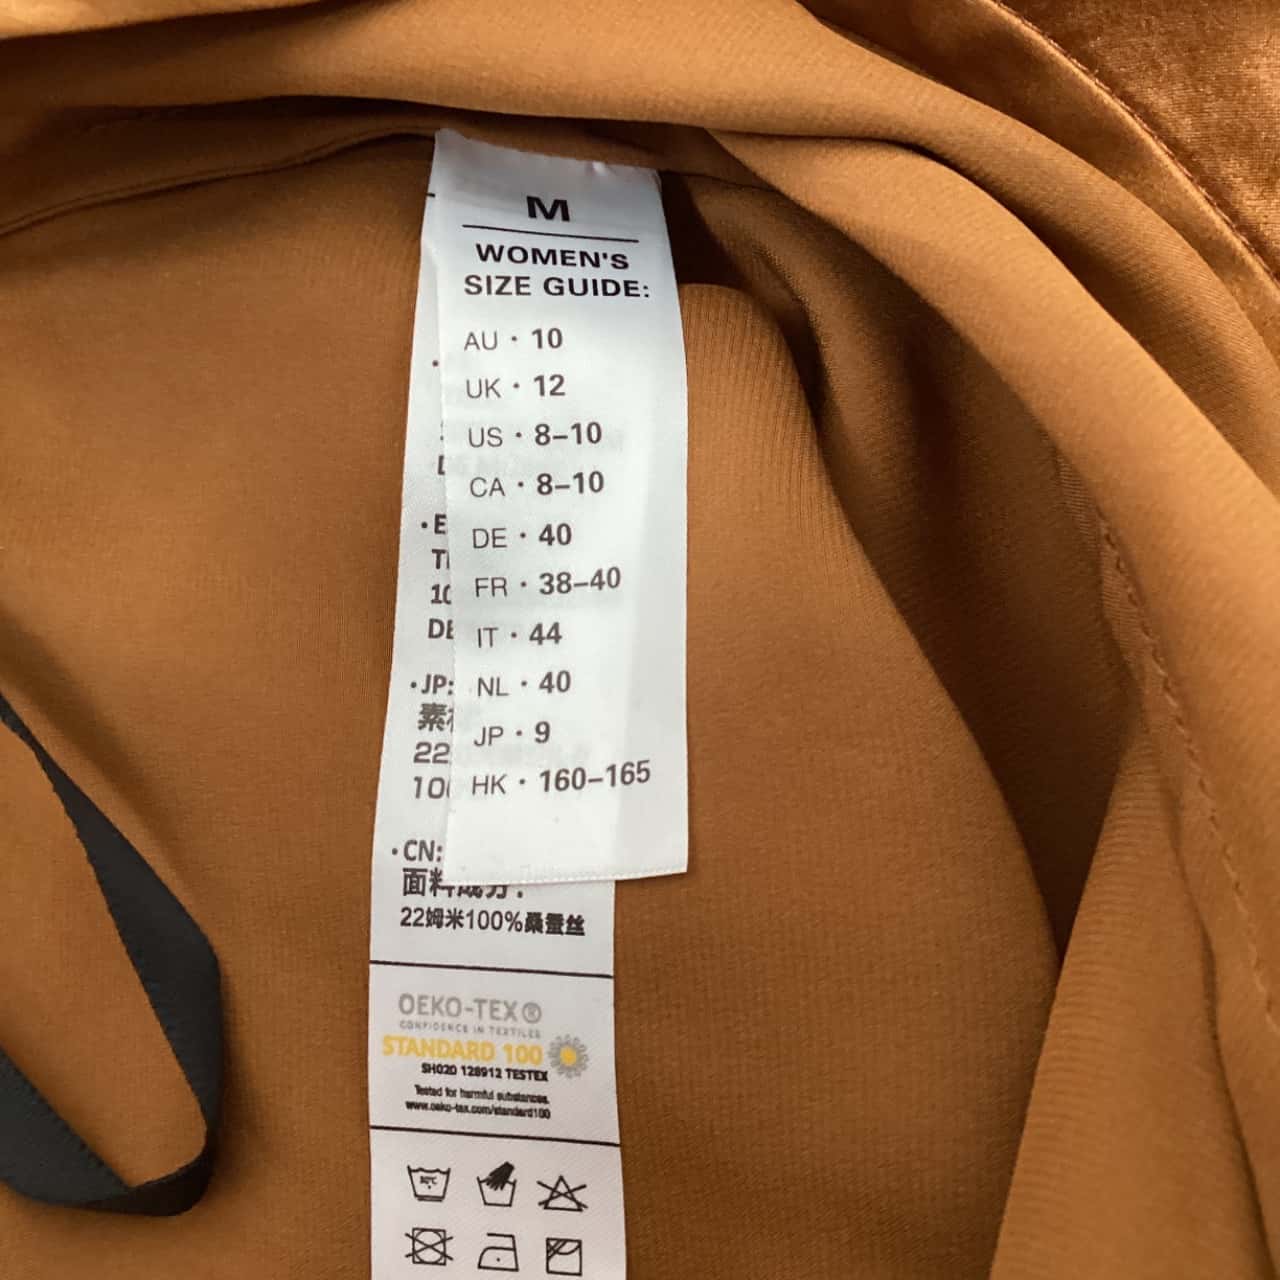 M
WOMEN'S
SIZE GUIDE:
AU · 10
UK · 12
US · 8–10
CA · 8–10
DE · 40
FR · 38–40
IT · 44
NL · 40
JP · 9
HK · 160–165
·JP:
22
·CN:
22姆米100%桑蚕丝
OEKO-TEX®
CONFIDENCE IN TEXTILES
STANDARD 100
SH020 128912 TESTEX
Tested for harmful substances.
www.oeko-tex.com/standard100
30°C